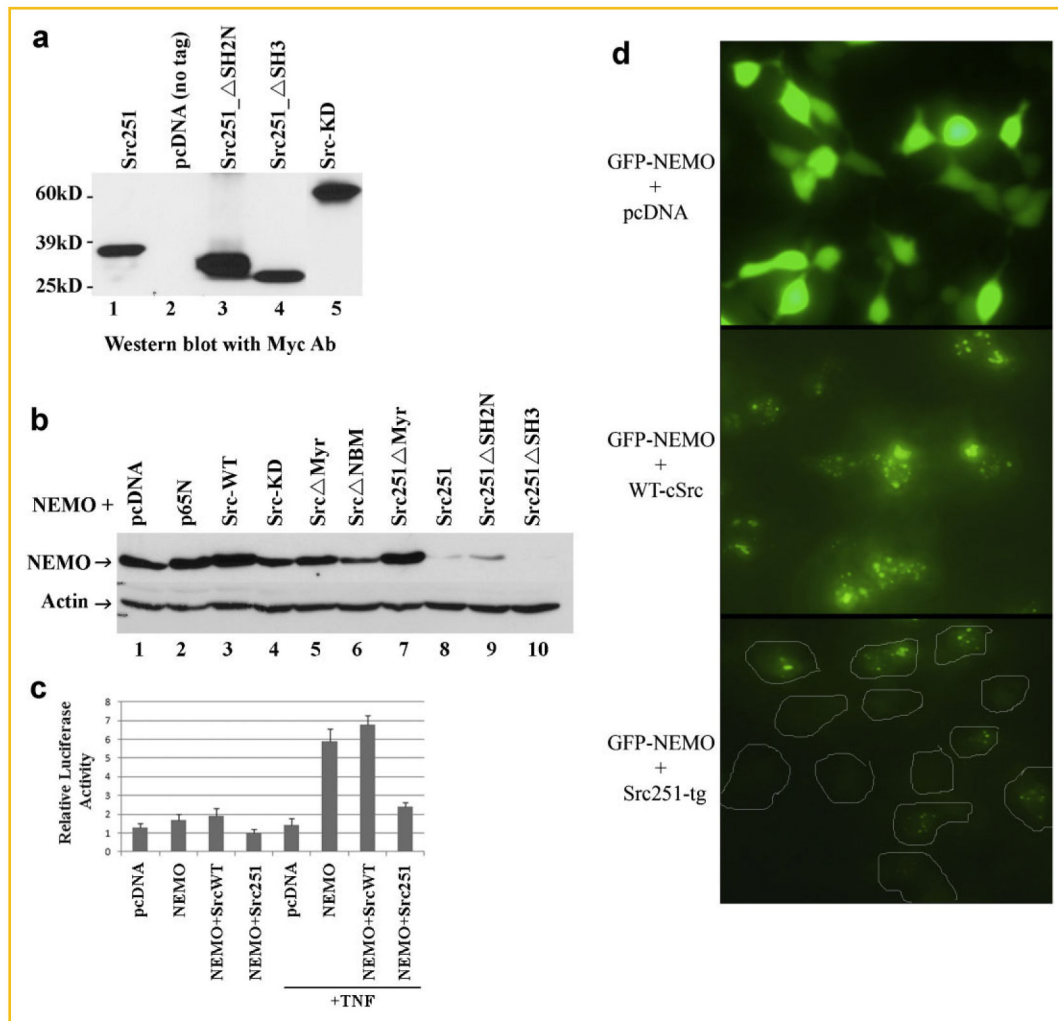 a
Src251
pcDNA (no tag)
Src251_△SH2N
Src251_△SH3
Src-KD
60kD
39kD
25kD
1 2 3 4 5
Western blot with Myc Ab
b
NEMO +
pcDNA
p65N
Src-WT
Src-KD
Src△Myr
Src△NBM
Src251△Myr
Src251
Src251△SH2N
Src251△SH3
NEMO →
Actin →
1 2 3 4 5 6 7 8 9 10
c
Relative Luciferase
Activity
8
7
6
5
4
3
2
1
0
pcDNA
NEMO
NEMO+SrcWT
NEMO+Src251
pcDNA
NEMO
NEMO+SrcWT
NEMO+Src251
+TNF
d
GFP-NEMO
+
pcDNA
GFP-NEMO
+
WT-cSrc
GFP-NEMO
+
Src251-tg